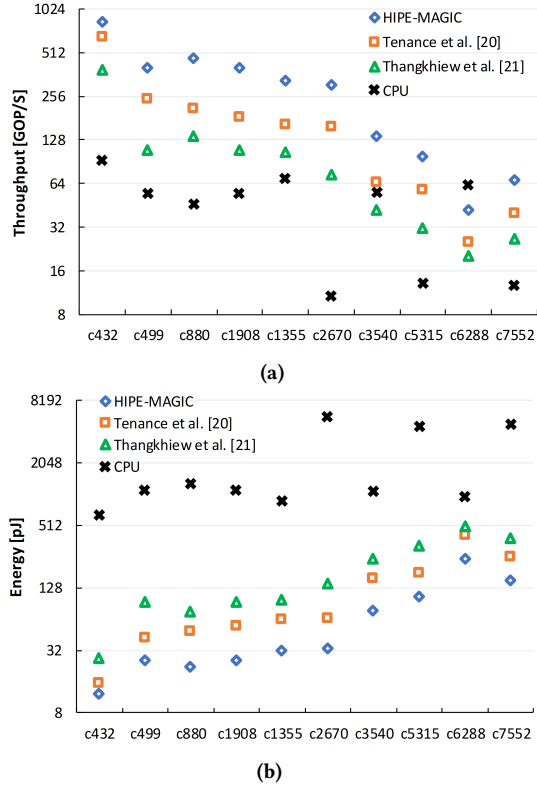 1024
512
256
128
64
32
16
8
Throughput [GOP/S]
HIPE-MAGIC
Tenance et al. [20]
Thangkhiew et al. [21]
CPU
c432 c499 c880 c1908 c1355 c2670 c3540 c5315 c6288 c7552
(a)
8192
2048
512
128
32
8
Energy [pJ]
HIPE-MAGIC
Tenance et al. [20]
Thangkhiew et al. [21]
CPU
c432 c499 c880 c1908 c1355 c2670 c3540 c5315 c6288 c7552
(b)